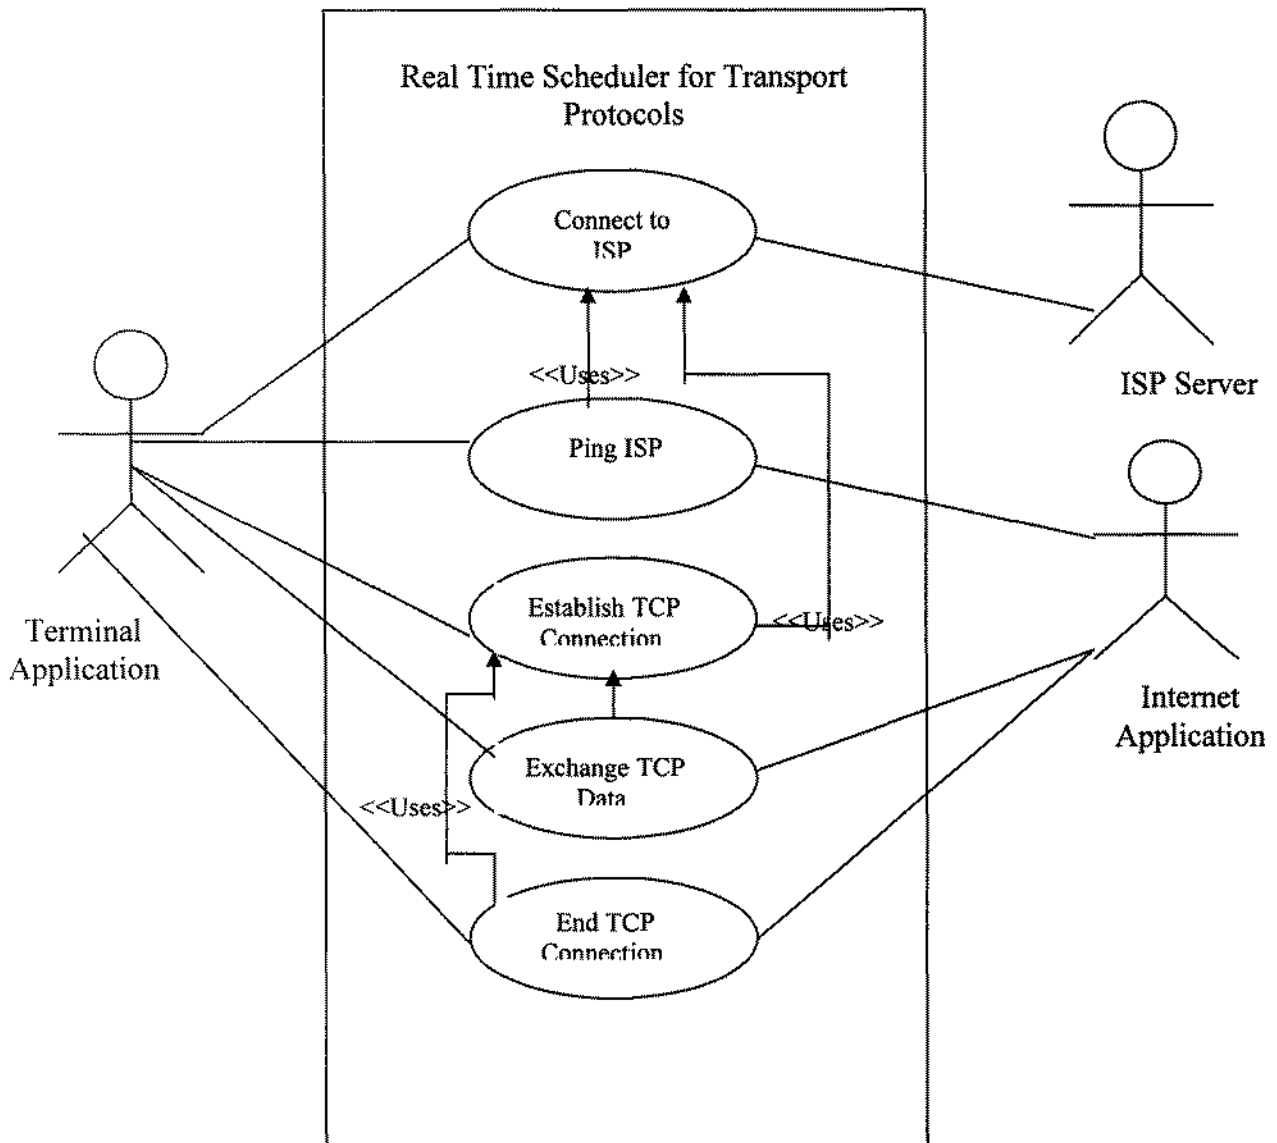 Real Time Scheduler for Transport
Protocols
Connect to
ISP
ISP Server
<<Uses>>
Ping ISP
Establish TCP
Connection
<<Uses>>
Terminal
Application
Internet
Application
Exchange TCP
Data
<<Uses>>
End TCP
Connection